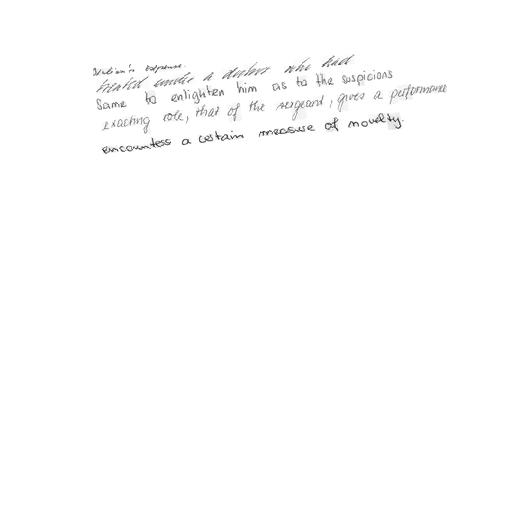 expense.
treated under a doctor who had
Same to enlighten him as to the suspicions
exacting role, that of the sergeant, gives a performance
encounters a certain measure of novelty.